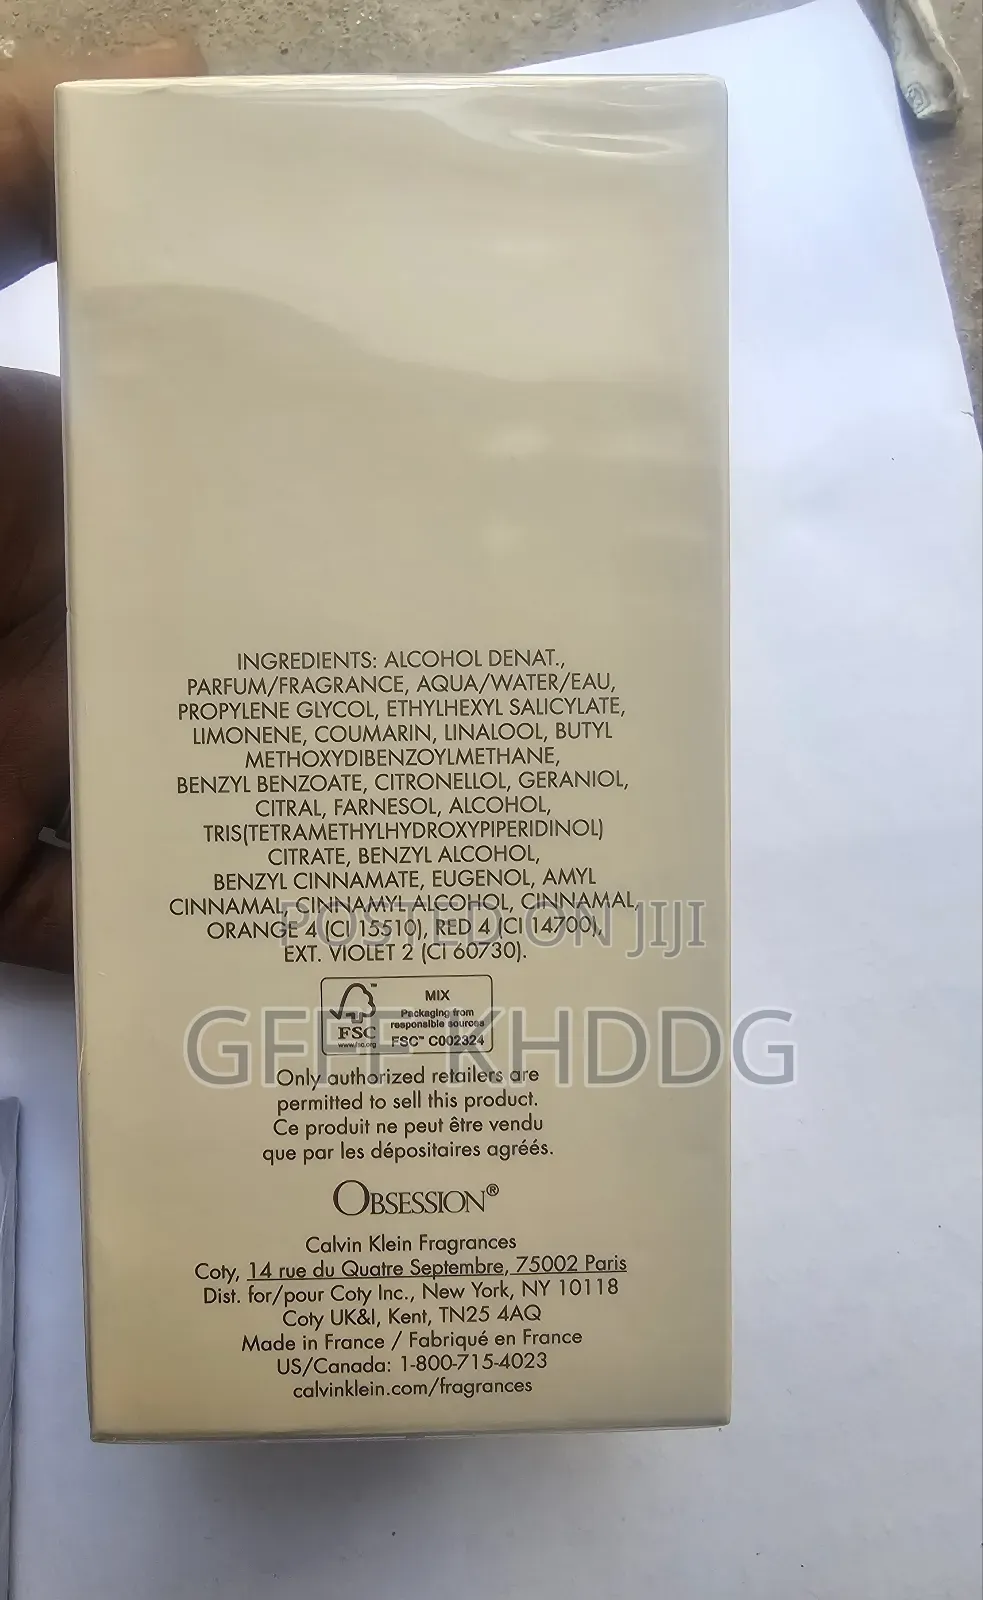 INGREDIENTS: ALCOHOL DENAT.,
PARFUM/FRAGRANCE, AQUA/WATER/EAU,
PROPYLENE GLYCOL, ETHYLHEXYL SALICYLATE,
LIMONENE, COUMARIN, LINALOOL, BUTYL
METHOXYDIBENZOYLMETHANE,
BENZYL BENZOATE, CITRONELLOL, GERANIOL,
CITRAL, FARNESOL, ALCOHOL,
TRIS(TETRAMETHYLHYDROXYPIPERIDINOL)
CITRATE, BENZYL ALCOHOL,
BENZYL CINNAMATE, EUGENOL, AMYL
CINNAMAL, CINNAMYL ALCOHOL, CINNAMAL,
POSTED ON JIJI
ORANGE 4 (CI 15510), RED 4 (CI 14700),
EXT. VIOLET 2 (CI 60730).
FSC™
www.fsc.org
MIX
Packaging from
responsible sources
FSC™ C002324
GFFF KHDDG
Only authorized retailers are
permitted to sell this product.
Ce produit ne peut être vendu
que par les dépositaires agréés.
OBSESSION®
Calvin Klein Fragrances
Coty, 14 rue du Quatre Septembre, 75002 Paris
Dist. for/pour Coty Inc., New York, NY 10118
Coty UK&I, Kent, TN25 4AQ
Made in France / Fabriqué en France
US/Canada: 1-800-715-4023
calvinklein.com/fragrances